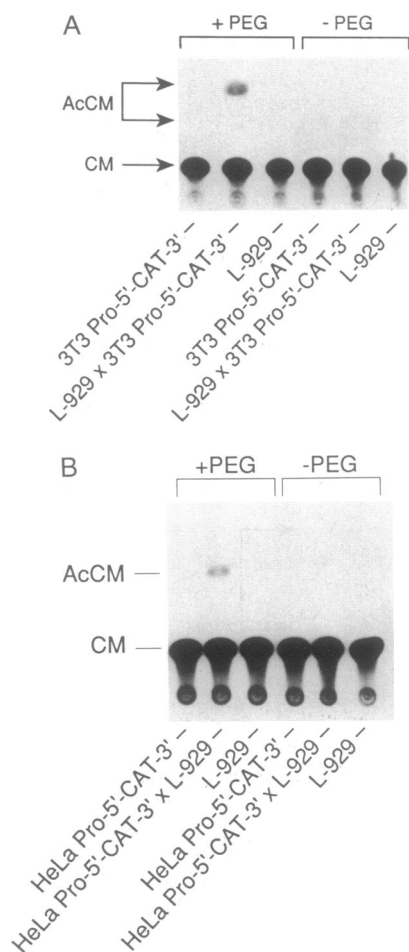 A
+ PEG
- PEG
AcCM
CM
3T3 Pro-5'-CAT-3' –
L-929 x 3T3 Pro-5'-CAT-3' –
L-929 –
3T3 Pro-5'-CAT-3' –
L-929 x 3T3 Pro-5'-CAT-3' –
L-929 –
B
+PEG
-PEG
AcCM —
CM —
HeLa Pro-5'-CAT-3' –
HeLa Pro-5'-CAT-3' x L-929 –
L-929 –
HeLa Pro-5'-CAT-3' –
HeLa Pro-5'-CAT-3' x L-929 –
L-929 –